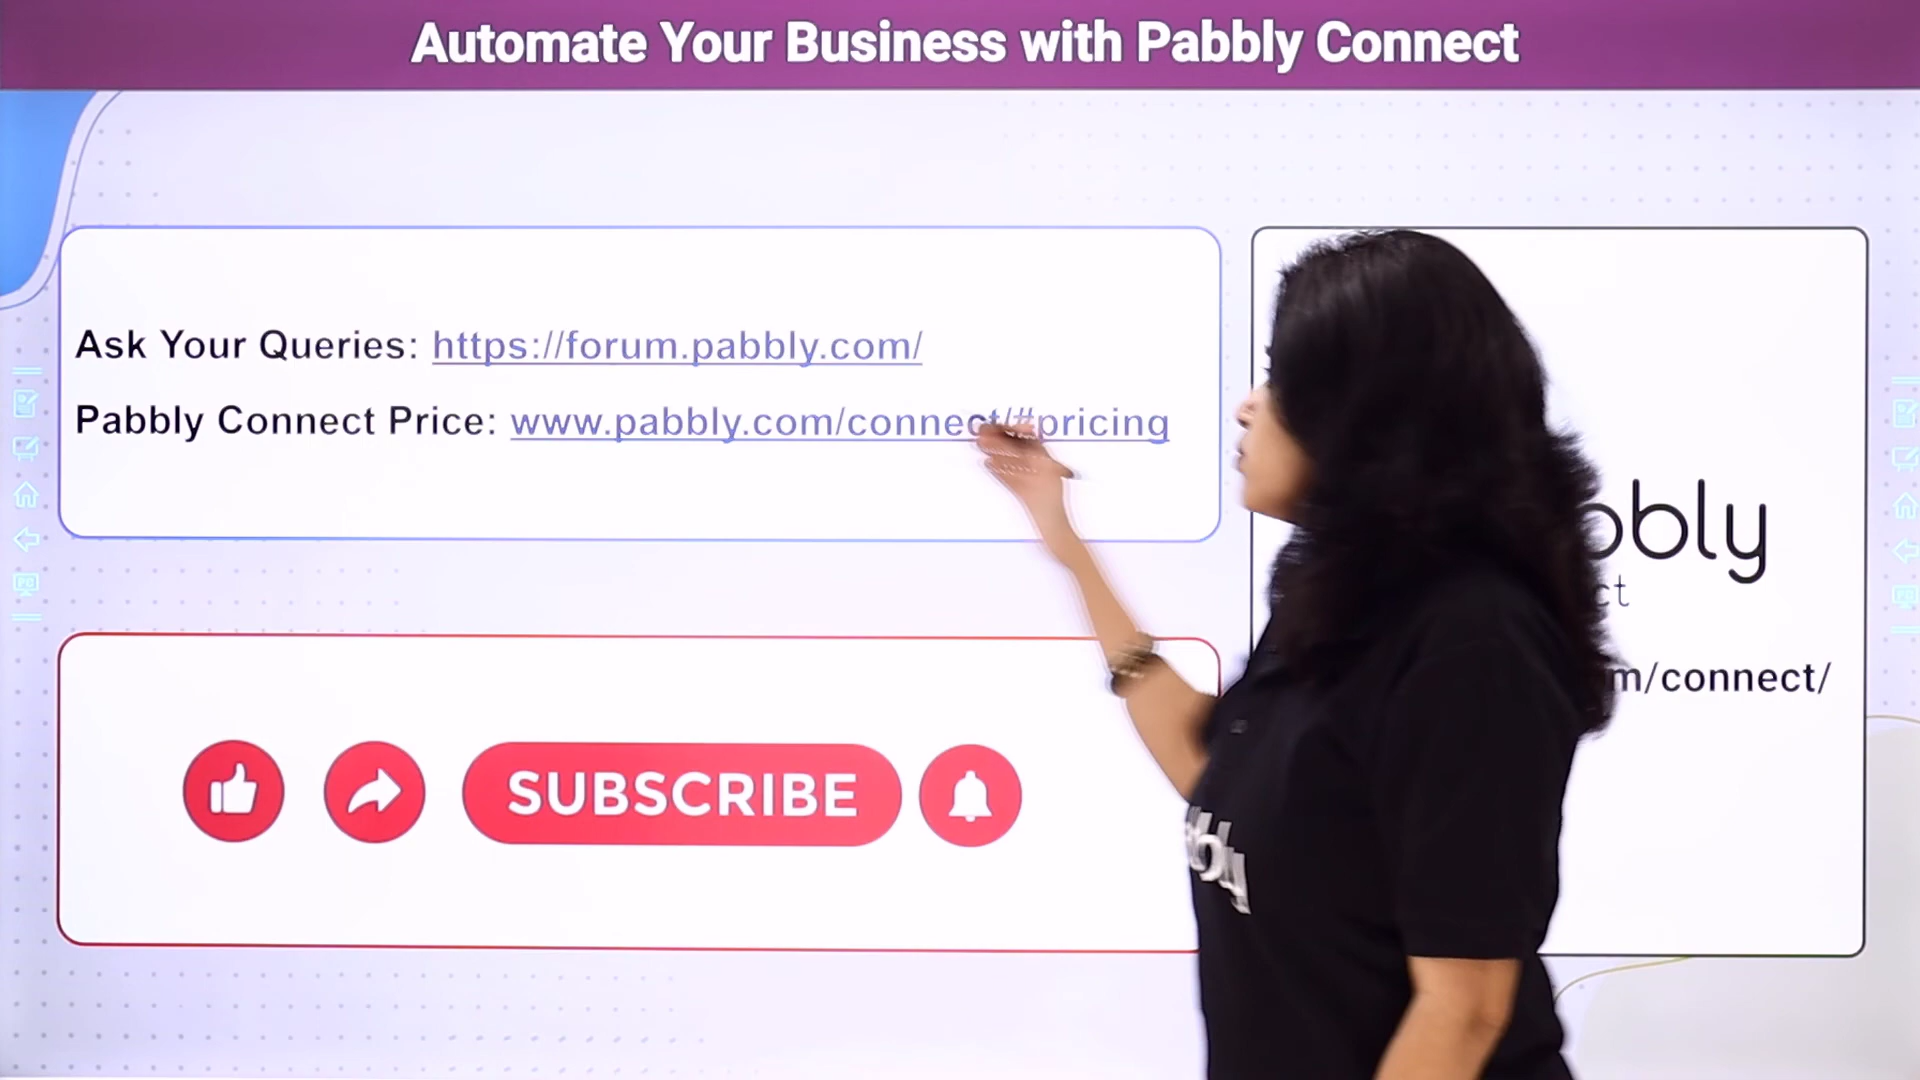 Automate Your Business with Pabbly Connect
Ask Your Queries: https://forum.pabbly.com/
Pabbly Connect Price: www.pabbly.com/connect/#pricing
SUBSCRIBE
bbly
ct
m/connect/